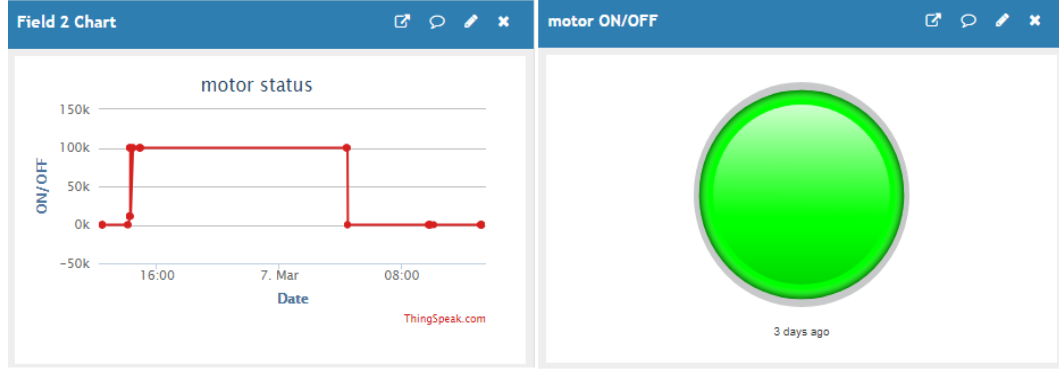 Field 2 Chart
motor status
150k
100k
50k
0k
-50k
ON/OFF
16:00 7. Mar 08:00
Date
ThingSpeak.com
motor ON/OFF
3 days ago